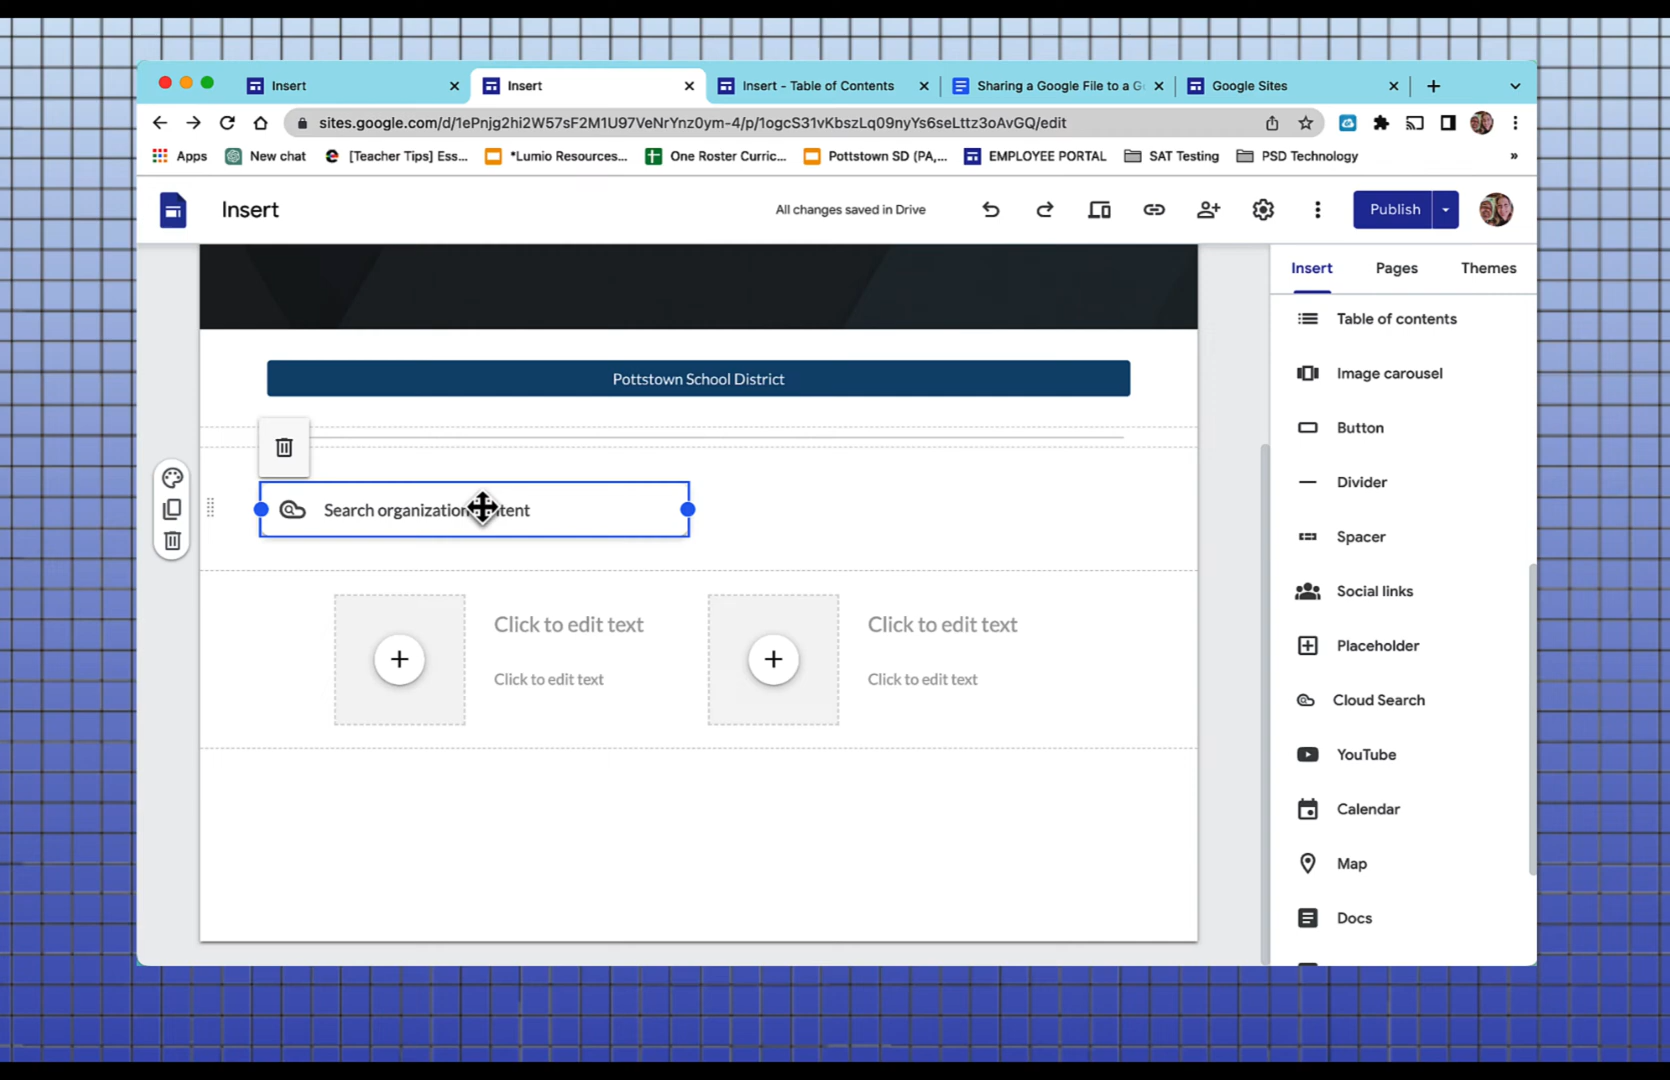 Insert
Insert
Insert - Table of Contents
Sharing a Google File to a G
Google Sites
sites.google.com/d/1ePnjg2hi2W57sF2M1U97VeNrYnz0ym-4/p/1ogcS31vKbszLq09nyYs6seLttz3oAvGQ/edit
Apps
New chat
[Teacher Tips] Ess...
*Lumio Resources...
One Roster Curric...
Pottstown SD (PA,...
EMPLOYEE PORTAL
SAT Testing
PSD Technology
»
Insert
All changes saved in Drive
Publish
Insert
Pages
Themes
Pottstown School District
Search organization tent
Click to edit text
Click to edit text
Click to edit text
Click to edit text
Table of contents
Image carousel
Button
Divider
Spacer
Social links
Placeholder
Cloud Search
YouTube
Calendar
Map
Docs